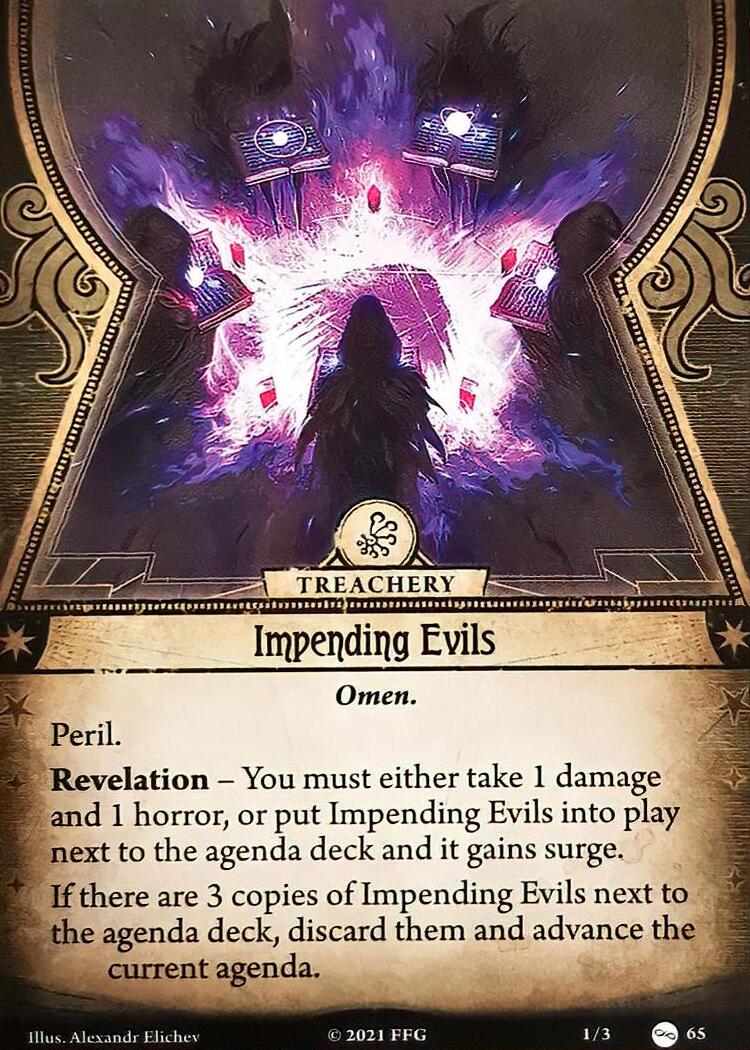 TREACHERY
Impending Evils
Omen.
Peril.
Revelation – You must either take 1 damage
and 1 horror, or put Impending Evils into play
next to the agenda deck and it gains surge.
If there are 3 copies of Impending Evils next to
the agenda deck, discard them and advance the
current agenda.
Illus. Alexandr Elichev © 2021 FFG 1/3 65